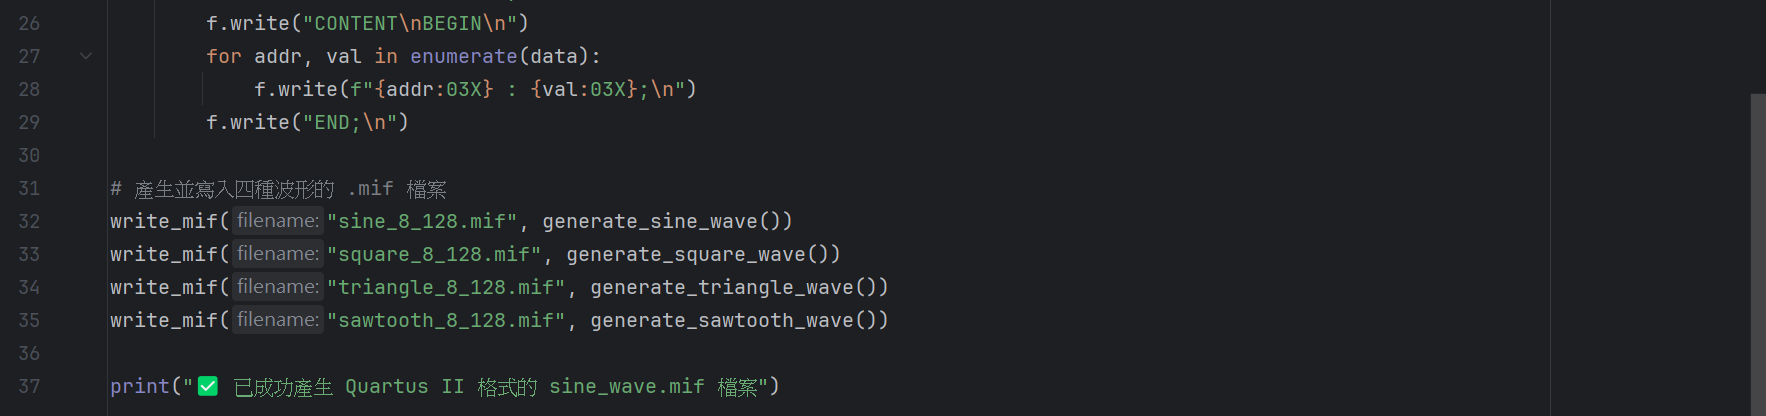 26 f.write("CONTENT\nBEGIN\n")
27 for addr, val in enumerate(data):
28 f.write(f"{addr:03X} : {val:03X};\n")
29 f.write("END;\n")
30
31 # 產生並寫入四種波形的 .mif 檔案
32 write_mif( filename: "sine_8_128.mif", generate_sine_wave())
33 write_mif( filename: "square_8_128.mif", generate_square_wave())
34 write_mif( filename: "triangle_8_128.mif", generate_triangle_wave())
35 write_mif( filename: "sawtooth_8_128.mif", generate_sawtooth_wave())
36
37 print("✅ 已成功產生 Quartus II 格式的 sine_wave.mif 檔案")